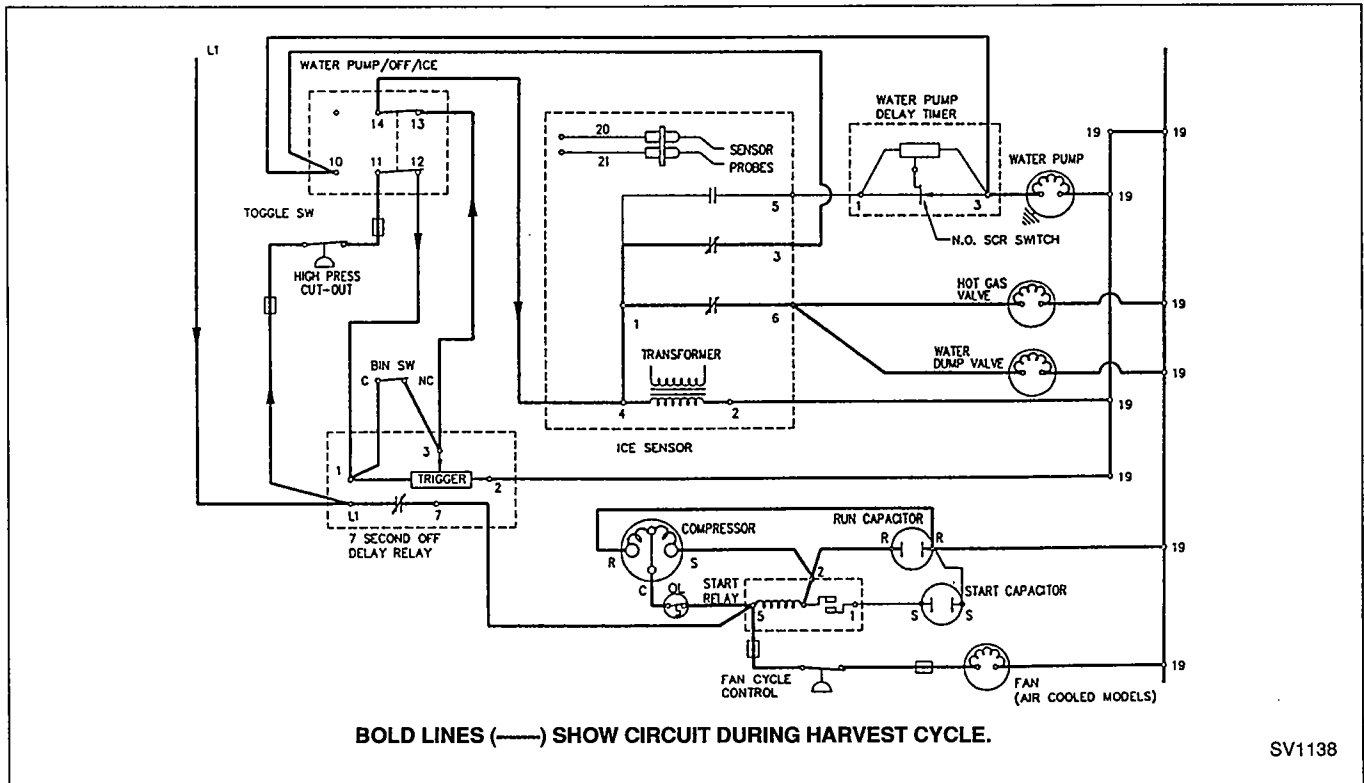 L1
WATER PUMP/OFF/ICE
14 13
10 11 12
TOGGLE SW
HIGH PRESS
CUT-OUT
BIN SW
C NC
3
1
TRIGGER
2
L1
7
7 SECOND OFF
DELAY RELAY
20
21
SENSOR
PROBES
5
3
1
6
TRANSFORMER
4
2
ICE SENSOR
WATER PUMP
DELAY TIMER
1
3
N.O. SCR SWITCH
WATER PUMP
19
19
19
HOT GAS
VALVE
19
WATER
DUMP VALVE
19
19
19
COMPRESSOR
R
S
C
OL
START
RELAY
2
5
1
RUN CAPACITOR
R R
19
START CAPACITOR
S S
FAN CYCLE
CONTROL
FAN
(AIR COOLED MODELS)
19
BOLD LINES (——) SHOW CIRCUIT DURING HARVEST CYCLE.
SV1138